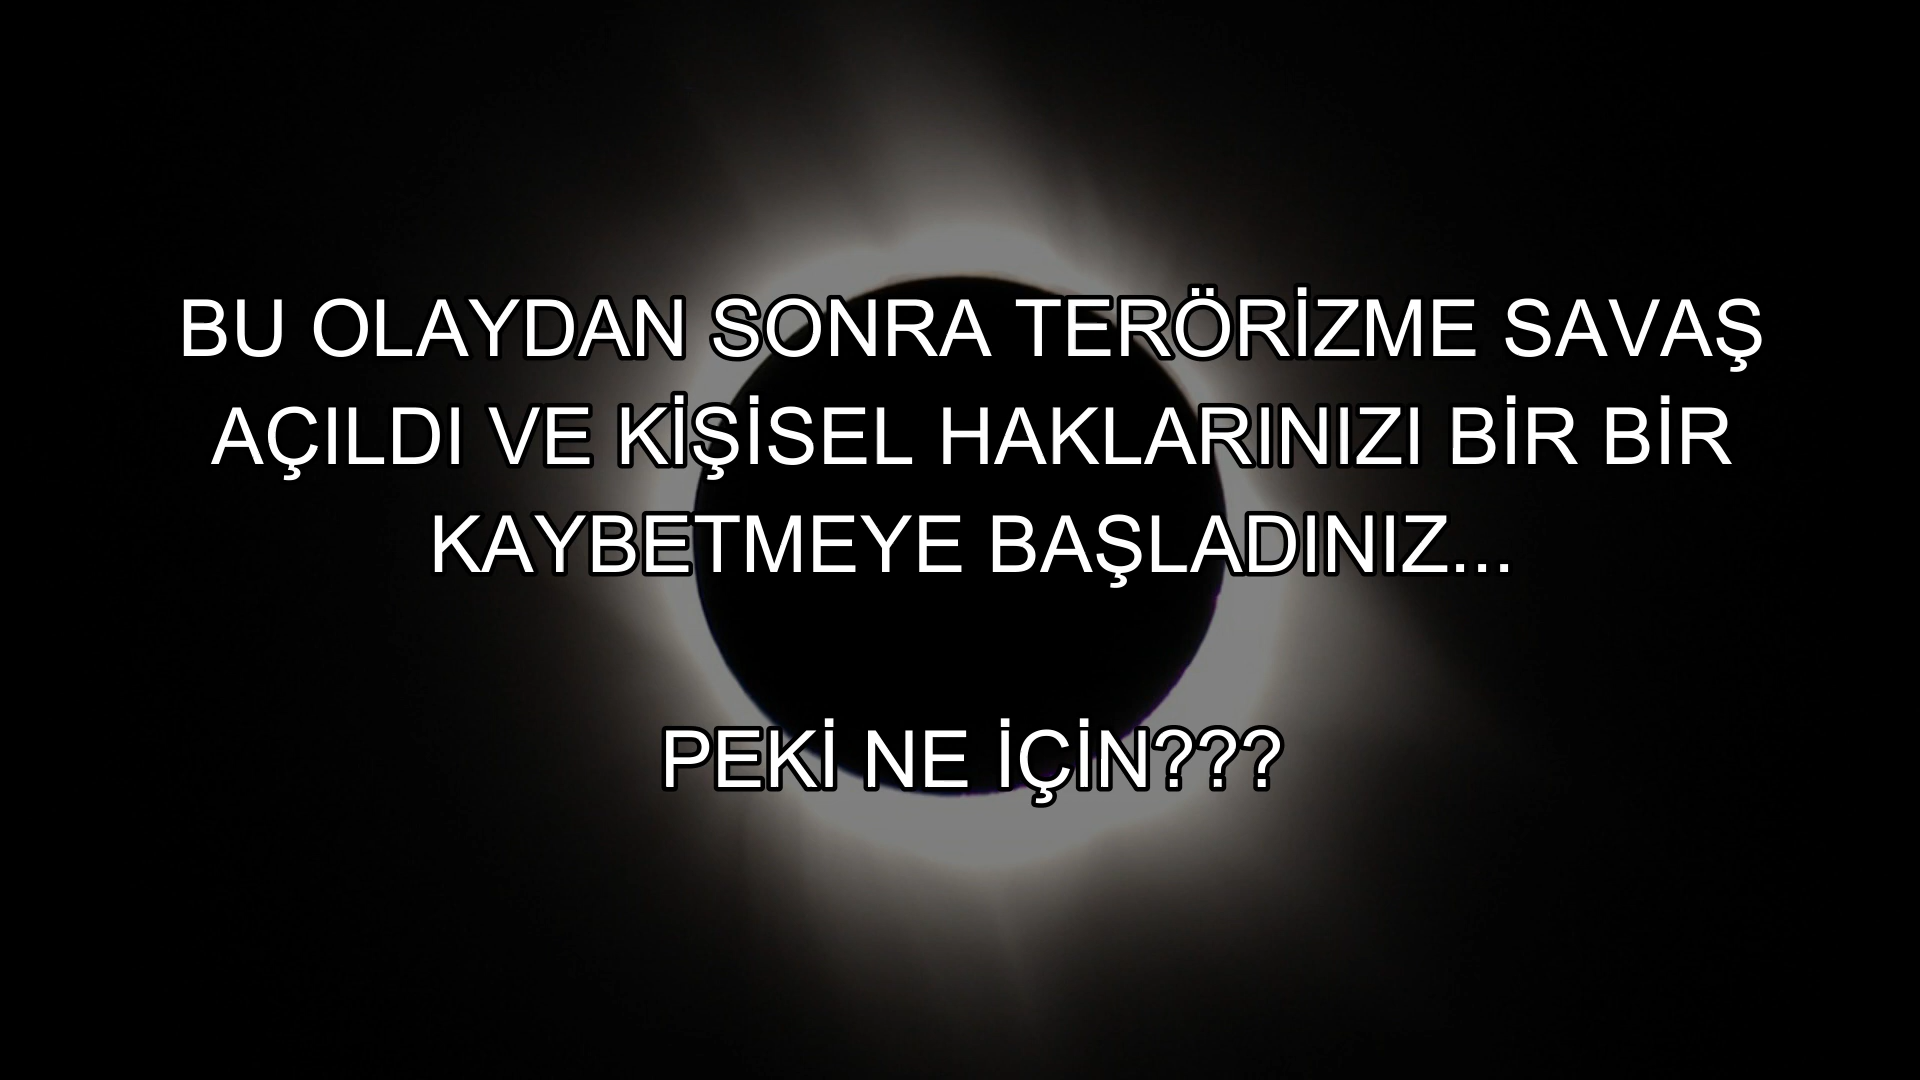 BU OLAYDAN SONRA TERÖRİZME SAVAŞ
AÇILDI VE KİŞİSEL HAKLARINIZI BİR BİR
KAYBETMEYE BAŞLADINIZ...
PEKİ NE İÇİN???